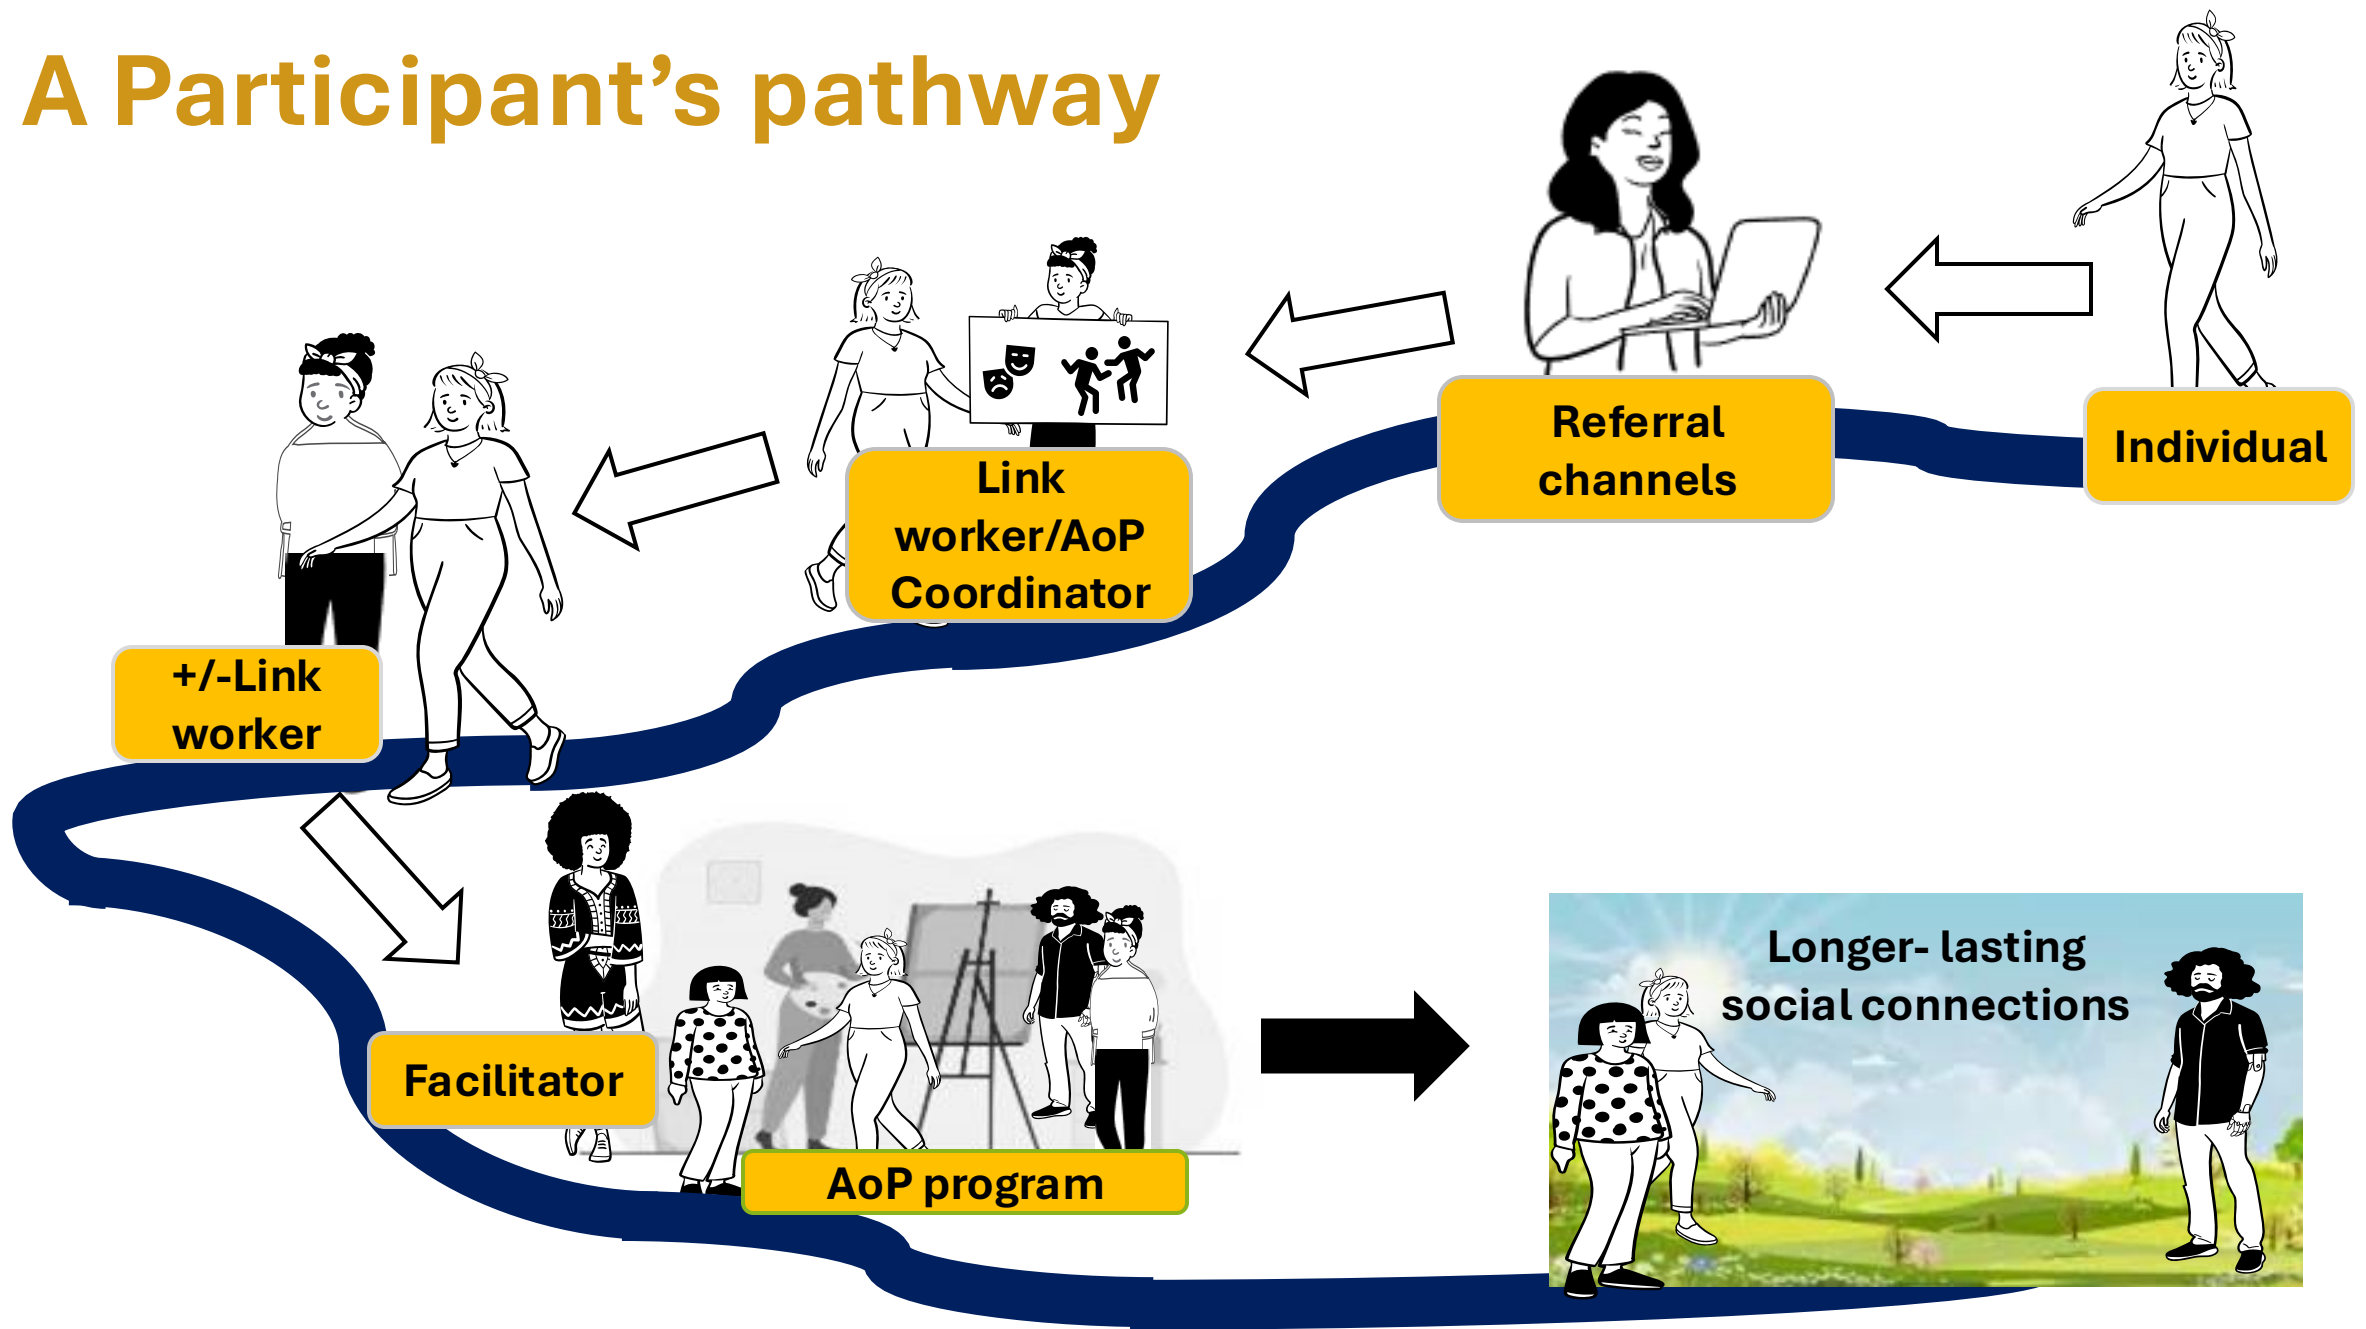 A Participant’s pathway
Individual
Referral
channels
Link
worker/AoP
Coordinator
+/-Link
worker
Facilitator
AoP program
Longer- lasting
social connections